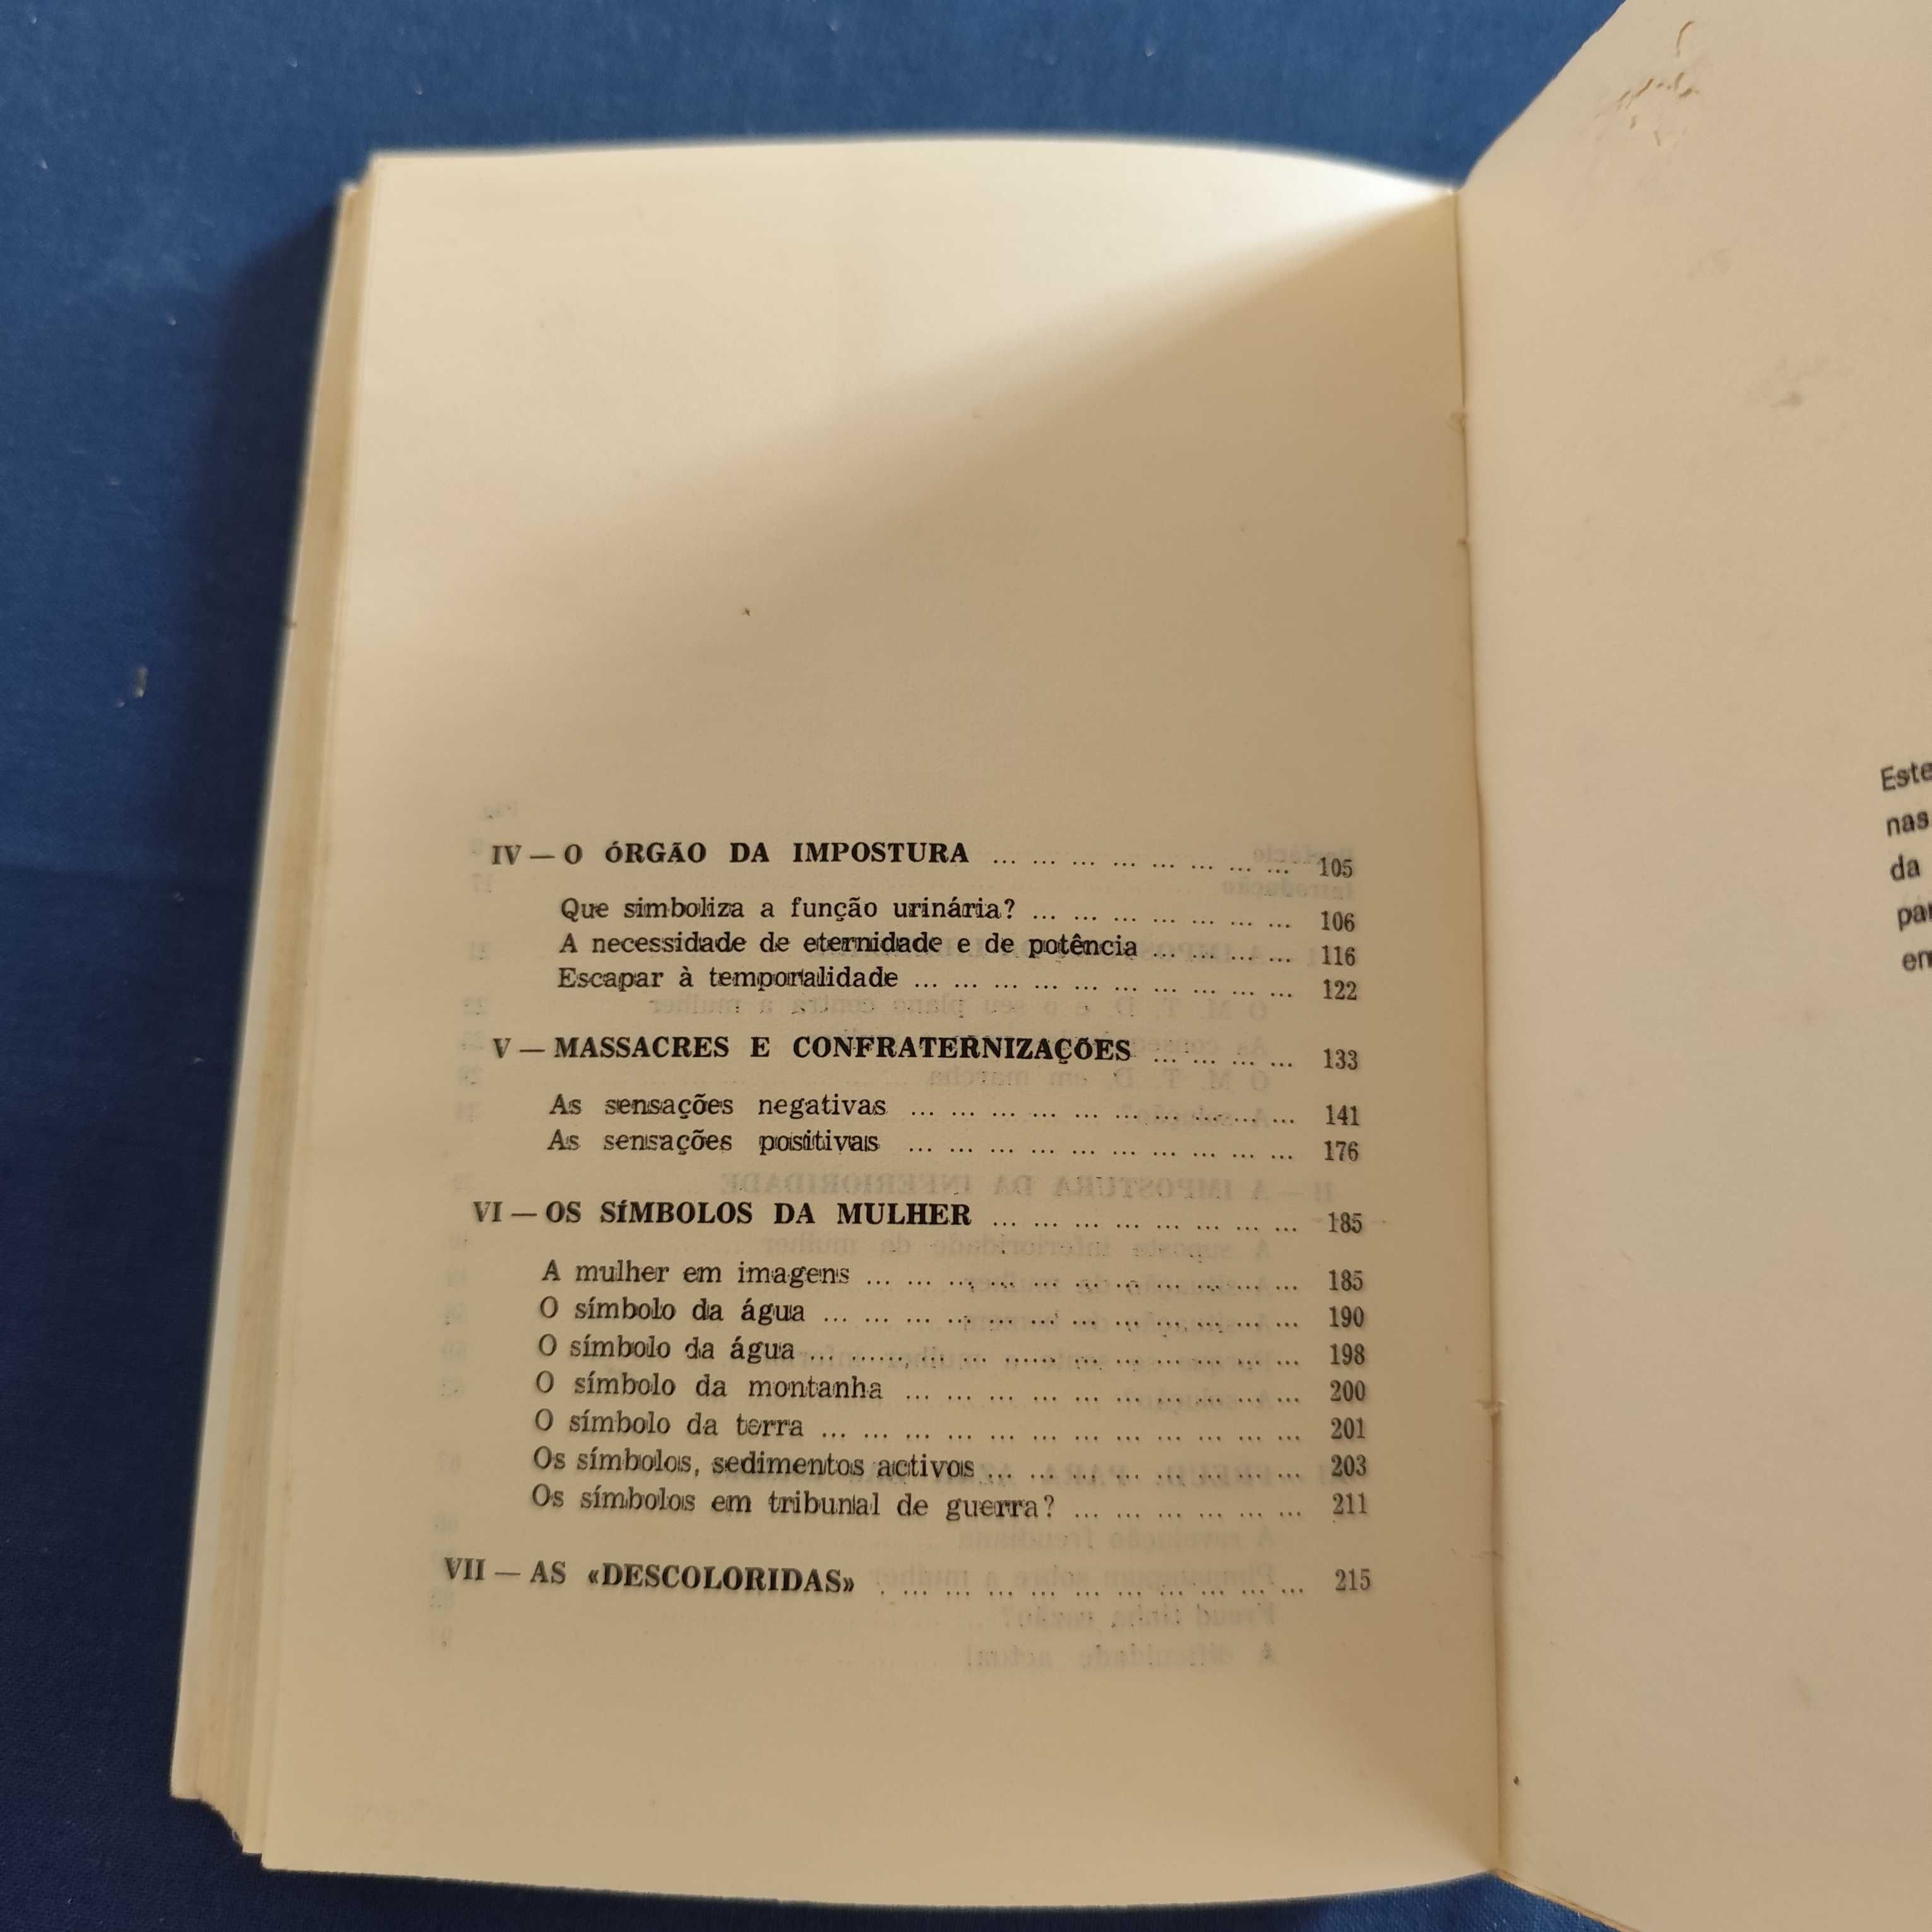 IV — O ÓRGÃO DA IMPOSTURA ... ... ... ... ... ... ... ... ... ... 105
Que simboliza a função urinária? ... ... ... ... ... ... ... 106
A necessidade de eternidade e de potência ... ... ... ... 116
Escapar à temporalidade ... ... ... ... ... ... ... ... ... ... 122
V — MASSACRES E CONFRATERNIZAÇÕES ... ... ... ... 133
As sensações negativas ... ... ... ... ... ... ... ... ... ... 141
As sensações positivas ... ... ... ... ... ... ... ... ... ... 176
VI — OS SÍMBOLOS DA MULHER ... ... ... ... ... ... ... ... 185
A mulher em imagens ... ... ... ... ... ... ... ... ... ... ... 185
O símbolo da água ... ... ... ... ... ... ... ... ... ... ... ... 190
O símbolo da água ... ... ... ... ... ... ... ... ... ... ... ... 198
O símbolo da montanha ... ... ... ... ... ... ... ... ... ... 200
O símbolo da terra ... ... ... ... ... ... ... ... ... ... ... ... 201
Os símbolos, sedimentos activos ... ... ... ... ... ... ... ... 203
Os símbolos em tribunal de guerra? ... ... ... ... ... ... 211
VII — AS «DESCOLORIDAS» . ... ... ... ... ... ... ... ... ... ... 215
Este
nas
da